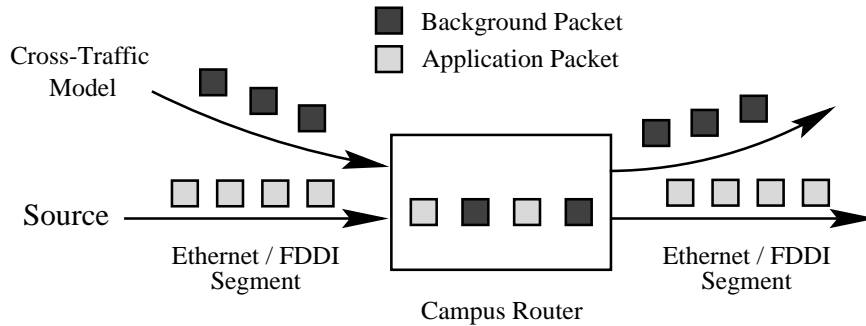 Background Packet
Application Packet
Cross-Traffic
Model
Source
Ethernet / FDDI
Segment
Ethernet / FDDI
Segment
Campus Router